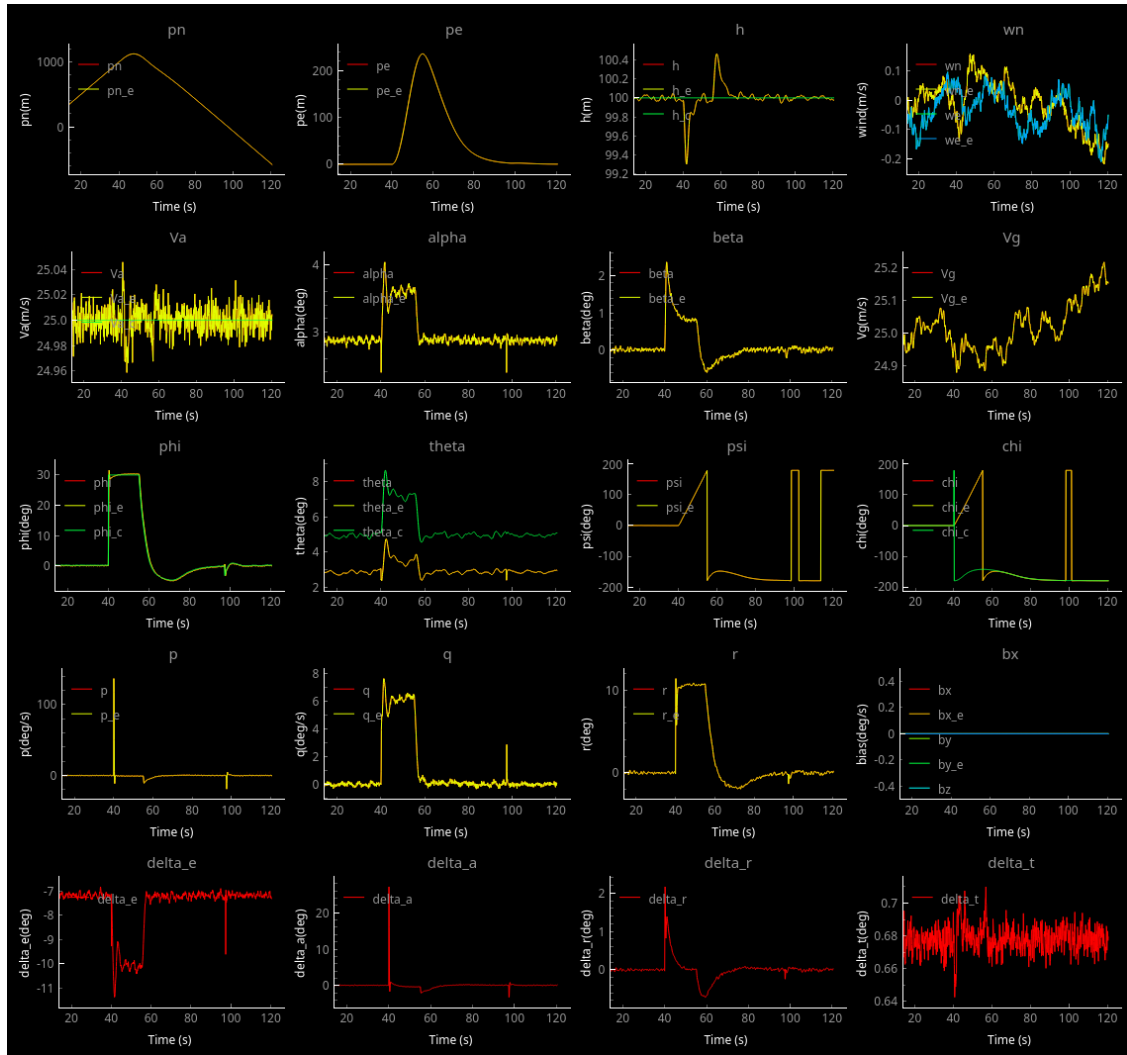 pn
pe
h
wn
pn(m)
1000
0
pn
pn_e
20 40 60 80 100 120
Time (s)
pe(m)
200
100
0
pe
pe_e
20 40 60 80 100 120
Time (s)
h(m)
100.4
100.2
100
99.8
99.6
99.4
99.2
h
h_e
h_c
20 40 60 80 100 120
Time (s)
wind(m/s)
0.1
0
-0.1
-0.2
wn
we_e
20 40 60 80 100 120
Time (s)
Va
alpha
beta
Vg
Va(m/s)
25.04
25.02
25.00
24.98
24.96
Va
Va_e
20 40 60 80 100 120
Time (s)
alpha(deg)
4
3
alpha
alpha_e
20 40 60 80 100 120
Time (s)
beta(deg)
2
1
0
beta
beta_e
20 40 60 80 100 120
Time (s)
Vg(m/s)
25.2
25.1
25
24.9
Vg
Vg_e
20 40 60 80 100 120
Time (s)
phi
theta
psi
chi
phi(deg)
30
20
10
0
phi
phi_e
phi_c
20 40 60 80 100 120
Time (s)
theta(deg)
8
6
4
2
theta
theta_e
theta_c
20 40 60 80 100 120
Time (s)
psi(deg)
200
100
0
-100
-200
psi
psi_e
20 40 60 80 100 120
Time (s)
chi(deg)
200
100
0
-100
-200
chi
chi_e
chi_c
20 40 60 80 100 120
Time (s)
p
q
r
bx
p(deg/s)
100
0
p
p_e
20 40 60 80 100 120
Time (s)
q(deg/s)
8
6
4
2
0
q
q_e
20 40 60 80 100 120
Time (s)
r(deg)
10
0
r
r_e
20 40 60 80 100 120
Time (s)
bias(deg/s)
0.4
0.2
0
-0.2
-0.4
bx
bx_e
by
by_e
bz
20 40 60 80 100 120
Time (s)
delta_e
delta_a
delta_r
delta_t
delta_e(deg)
-7
-8
-9
-10
-11
delta_e
20 40 60 80 100 120
Time (s)
delta_a(deg)
20
10
0
delta_a
20 40 60 80 100 120
Time (s)
delta_r(deg)
2
1
0
delta_r
20 40 60 80 100 120
Time (s)
delta_t(deg)
0.7
0.68
0.66
0.64
delta_t
20 40 60 80 100 120
Time (s)